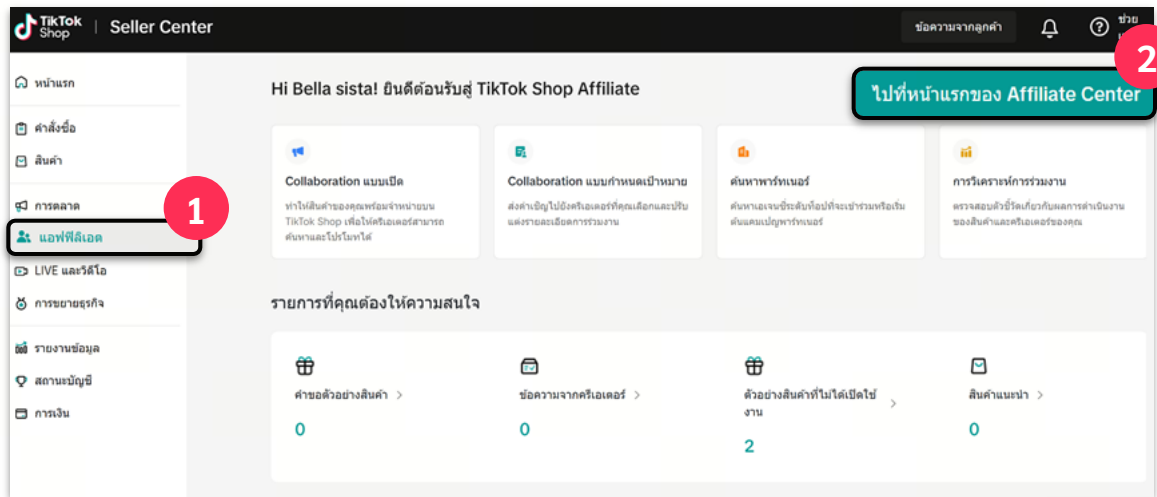 TikTok Shop | Seller Center
ข้อความจากลูกค้า
ช่วย
2
หน้าแรก
คำสั่งซื้อ
สินค้า
การตลาด
1
แอฟฟิลิเอต
LIVE และวิดีโอ
การขยายธุรกิจ
รายงานข้อมูล
สถานะบัญชี
การเงิน
Hi Bella sista! ยินดีต้อนรับสู่ TikTok Shop Affiliate
ไปที่หน้าแรกของ Affiliate Center
Collaboration แบบเปิด
ทำให้สินค้าของคุณพร้อมจำหน่ายบน
TikTok Shop เพื่อให้ครีเอเตอร์สามารถ
ค้นหาและโปรโมทได้
Collaboration แบบกำหนดเป้าหมาย
ส่งคำเชิญไปยังครีเอเตอร์ที่คุณเลือกและปรับ
แต่งรายละเอียดการร่วมงาน
ค้นหาพาร์ทเนอร์
ค้นหาเอเจนซีระดับท็อปที่จะเข้าร่วมหรือเริ่ม
ต้นแคมเปญพาร์ทเนอร์
การวิเคราะห์การร่วมงาน
ตรวจสอบตัวชี้วัดเกี่ยวกับผลการดำเนินงาน
ของสินค้าและครีเอเตอร์ของคุณ
รายการที่คุณต้องให้ความสนใจ
คำขอตัวอย่างสินค้า >
0
ข้อความจากครีเอเตอร์ >
0
ตัวอย่างสินค้าที่ไม่ได้เปิดใช้
งาน >
2
สินค้าแนะนำ >
0